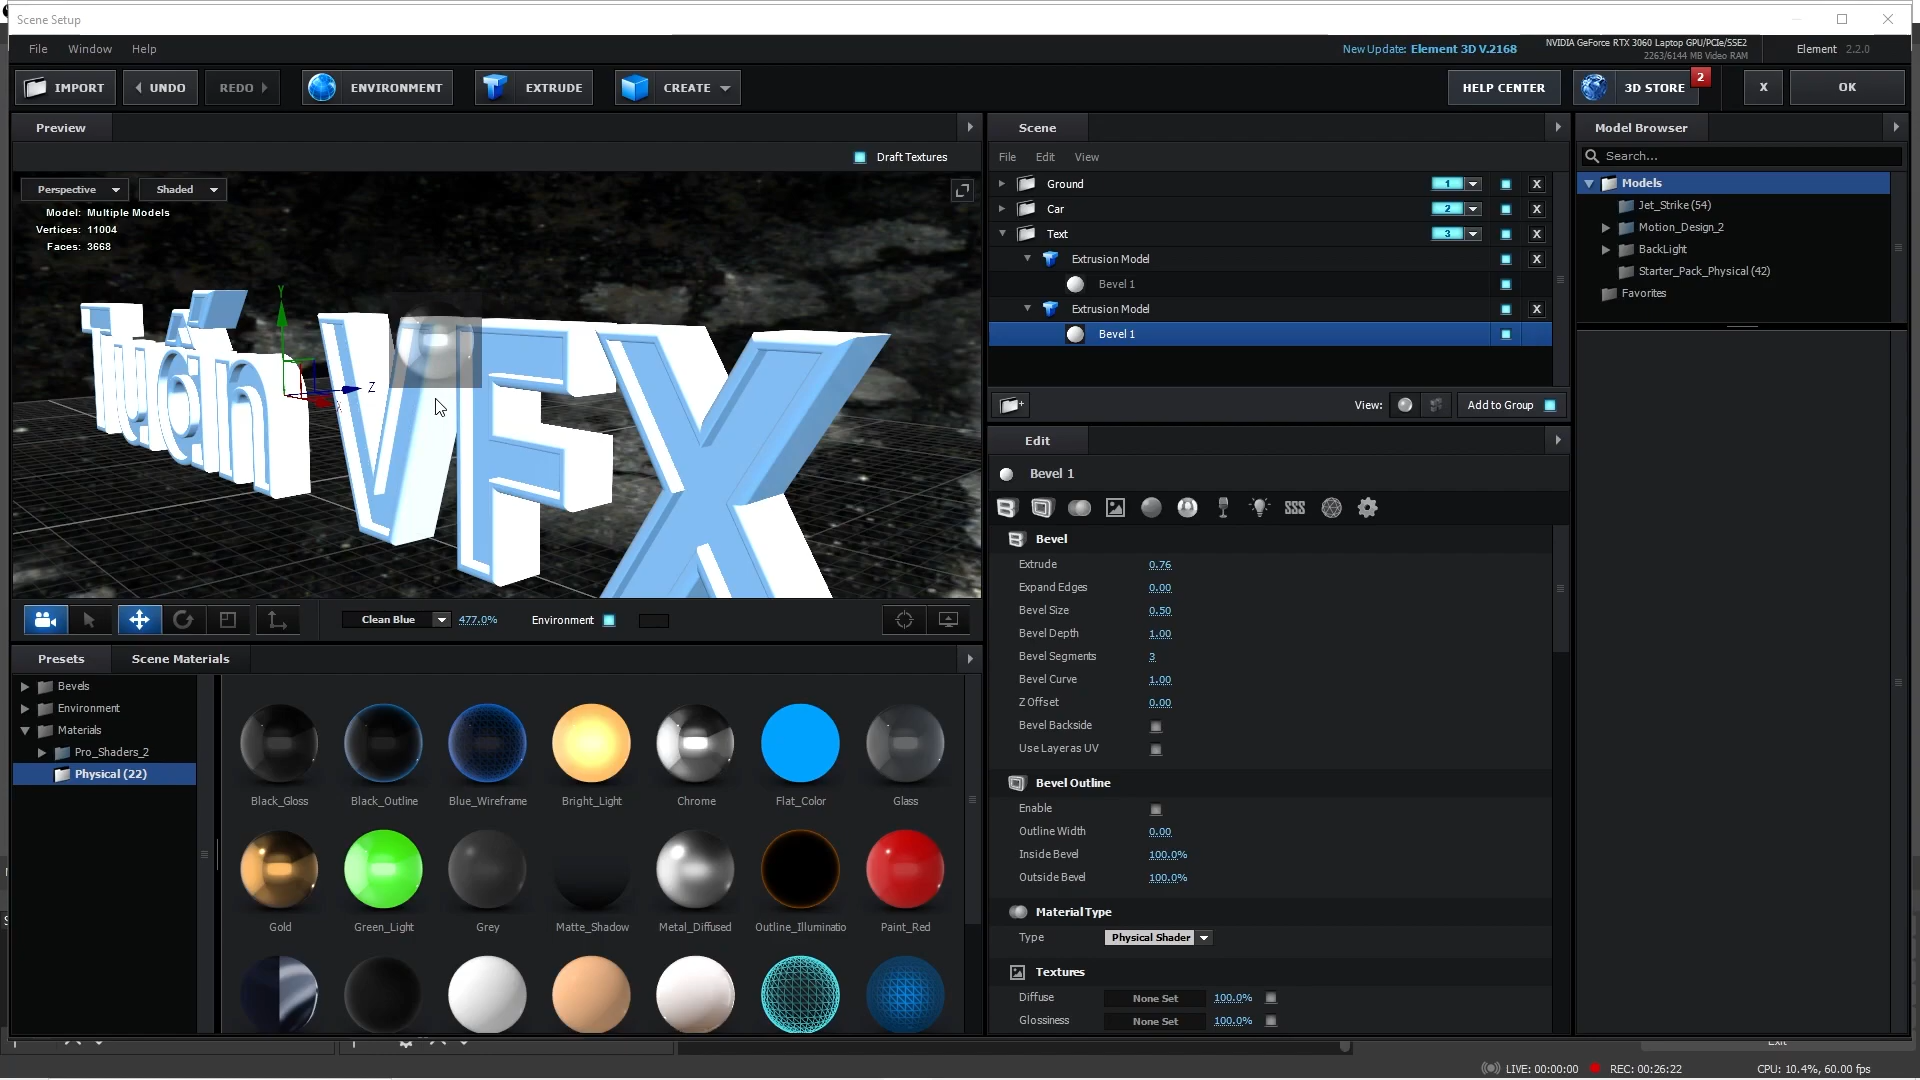 Scene Setup
File Window Help
New Update: Element 3D V.2168
NVIDIA GeForce RTX 3060 Laptop GPU/PCIe/SSE2
2263/6144 MB Video RAM
Element 2.2.0
IMPORT UNDO REDO ENVIRONMENT EXTRUDE CREATE HELP CENTER 3D STORE 2 X OK
Preview
Draft Textures
Perspective Shaded
Model: Multiple Models
Vertices: 11004
Faces: 3668
Y
Z
X
Tuấn VFX
Clean Blue 477.0% Environment
Presets Scene Materials
Bevels
Environment
Materials
Pro_Shaders_2
Physical (22)
Black_Gloss Black_Outline Blue_Wireframe Bright_Light Chrome Flat_Color Glass
Gold Green_Light Grey Matte_Shadow Metal_Diffused Outline_Illuminatio Paint_Red
Scene
File Edit View
Ground 1 X
Car 2 X
Text 3 X
Extrusion Model X
Bevel 1
Extrusion Model X
Bevel 1
View: Add to Group
Edit
Bevel 1
Bevel
Extrude 0.76
Expand Edges 0.00
Bevel Size 0.50
Bevel Depth 1.00
Bevel Segments 3
Bevel Curve 1.00
Z Offset 0.00
Bevel Backside
Use Layer as UV
Bevel Outline
Enable
Outline Width 0.00
Inside Bevel 100.0%
Outside Bevel 100.0%
Material Type
Type Physical Shader
Textures
Diffuse None Set 100.0%
Glossiness None Set 100.0%
Model Browser
Search...
Models
Jet_Strike (54)
Motion_Design_2
BackLight
Starter_Pack_Physical (42)
Favorites
Exit
LIVE: 00:00:00 REC: 00:26:22 CPU: 10.4%, 60.00 fps